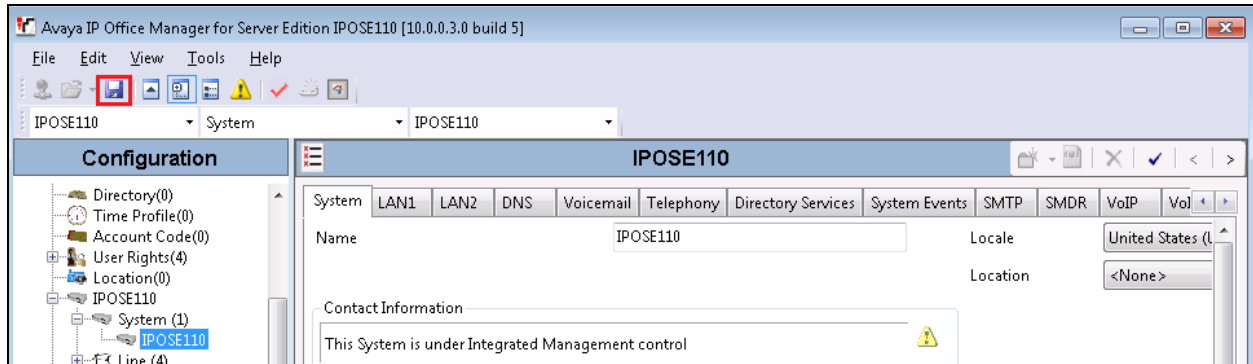 Avaya IP Office Manager for Server Edition IPOSE110 [10.0.0.3.0 build 5]
File Edit View Tools Help
IPOSE110 System IPOSE110
Configuration
IPOSE110
Directory(0)
Time Profile(0)
Account Code(0)
User Rights(4)
Location(0)
IPOSE110
System (1)
IPOSE110
Line (4)
System LAN1 LAN2 DNS Voicemail Telephony Directory Services System Events SMTP SMDR VoIP
Name IPOSE110 Locale United States
Location <None>
Contact Information
This System is under Integrated Management control